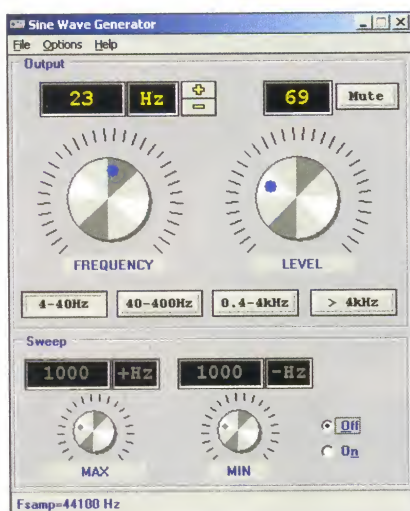 Sine Wave Generator
File Options Help
Output
23 Hz + − 69 Mute
FREQUENCY LEVEL
4-40Hz 40-400Hz 0.4-4kHz > 4kHz
Sweep
1000 +Hz 1000 -Hz
Off
On
MAX MIN
Fsamp=44100 Hz